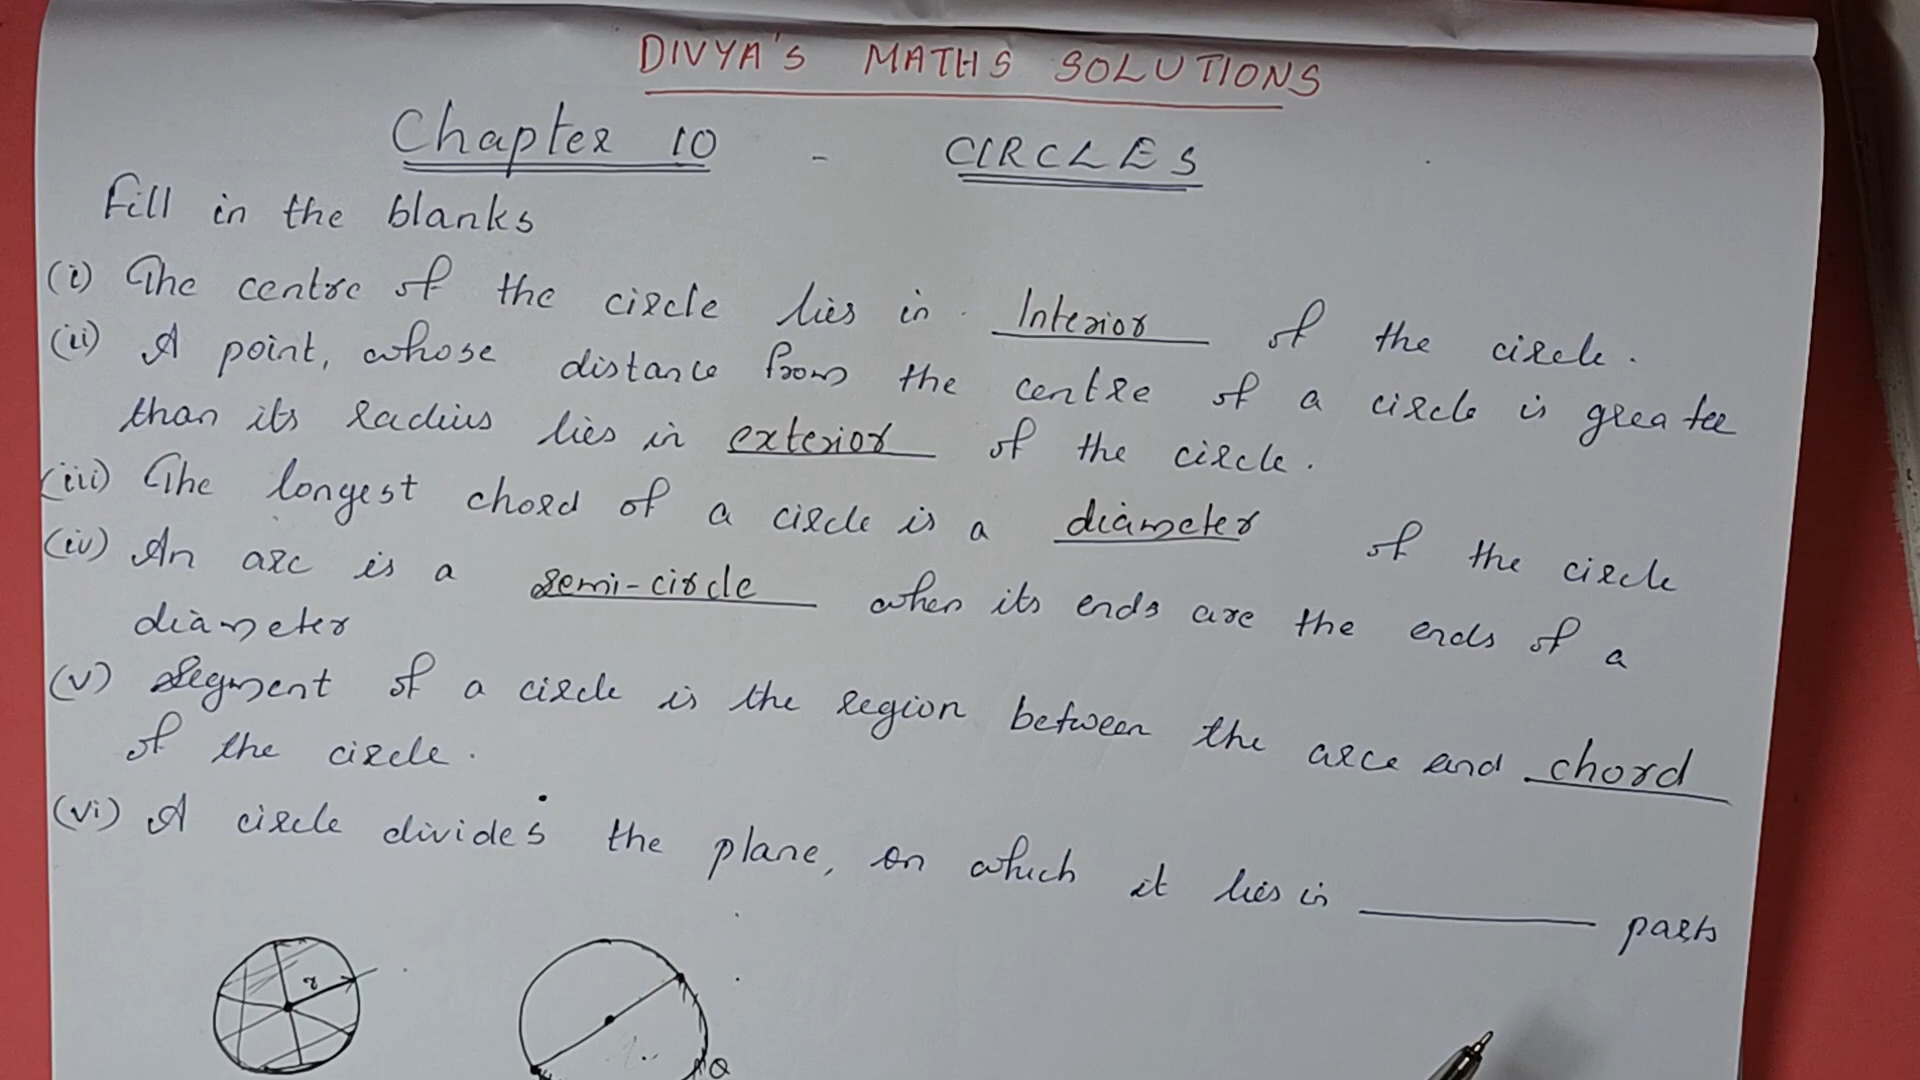 DIVYA'S MATHS SOLUTIONS
Chapter 10 - CIRCLES
Fill in the blanks
(i) The centre of the circle lies in Interior of the circle.
(ii) A point, whose distance from the centre of a circle is greater
than its radius lies in exterior of the circle.
(iii) The longest chord of a circle is a diameter of the circle
(iv) An arc is a semi-circle when its ends are the ends of a
diameter
(v) Segment of a circle is the region between the arce and chord
of the circle.
(vi) A circle divides the plane, on which it lies in ________ parts
r
Q